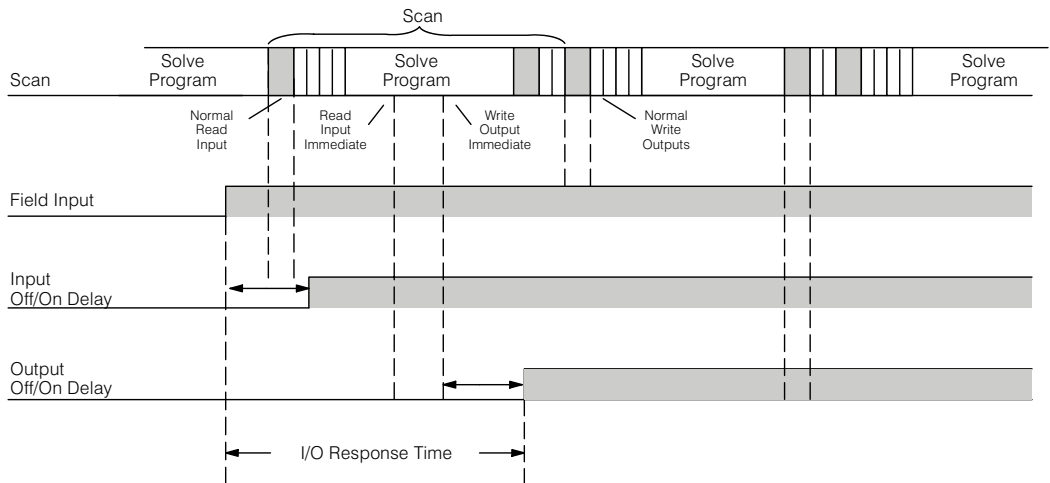 Scan
Scan
Solve
Program
Solve
Program
Solve
Program
Solve
Program
Normal
Read
Input
Read
Input
Immediate
Write
Output
Immediate
Normal
Write
Outputs
Field Input
Input
Off/On Delay
Output
Off/On Delay
I/O Response Time